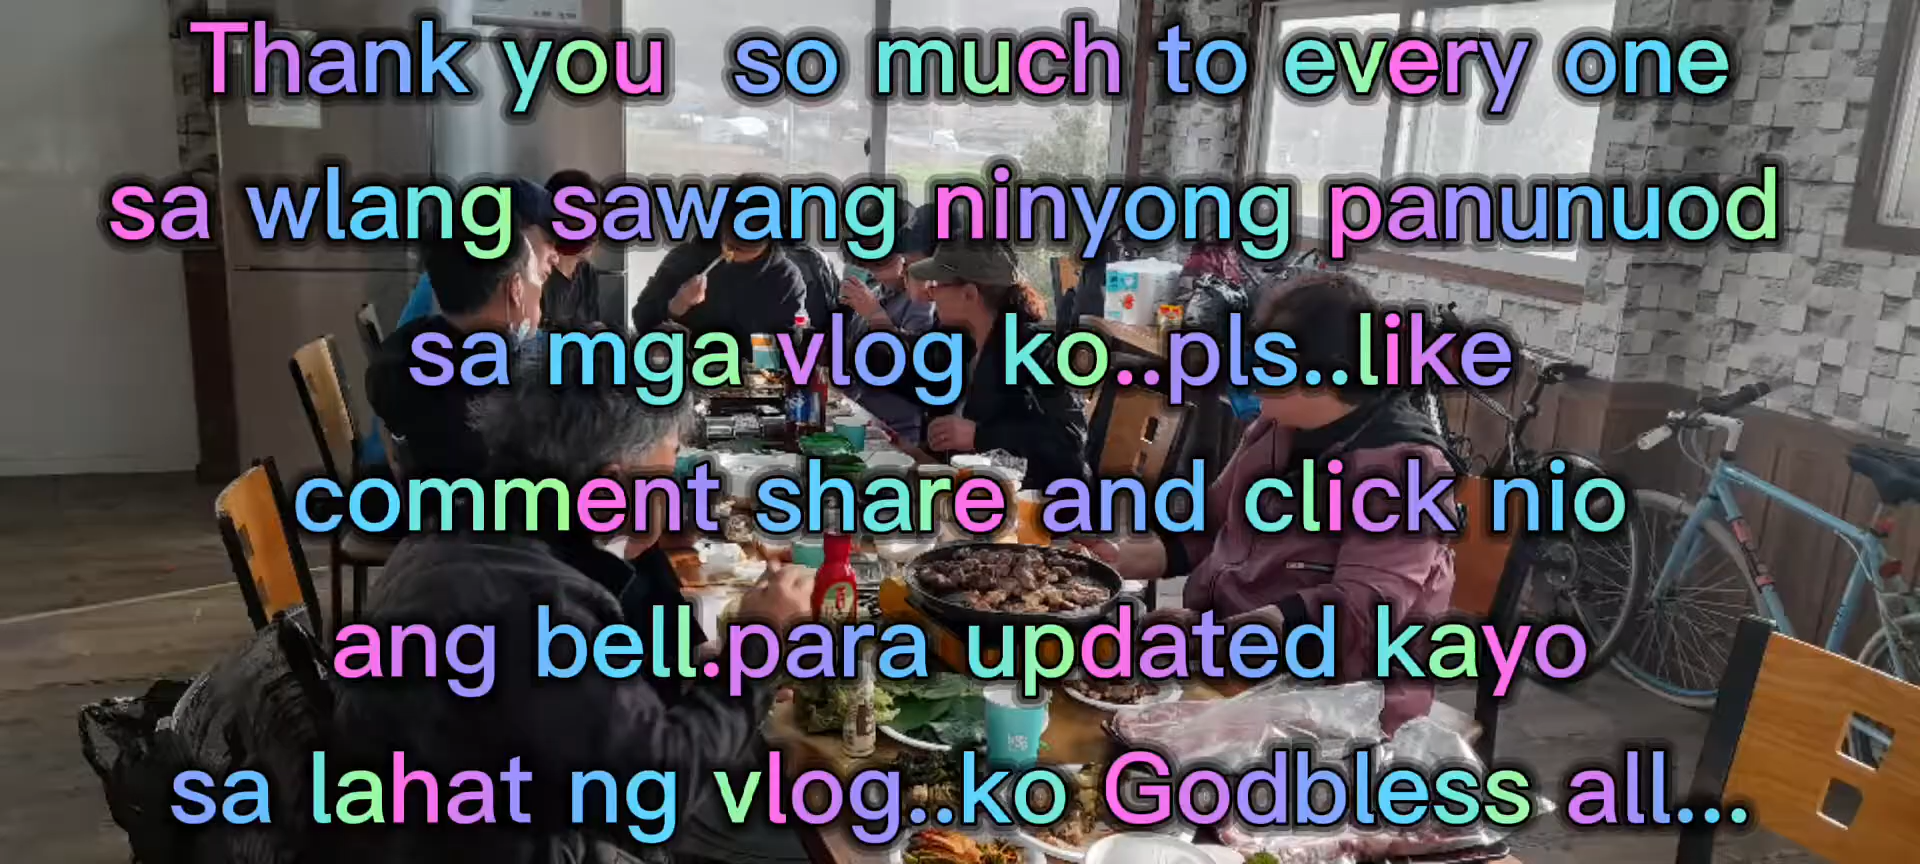 Thank you so much to every one
sa wlang sawang ninyong panunuod
sa mga vlog ko..pls..like
comment share and click nio
ang bell.para updated kayo
sa lahat ng vlog..ko Godbless all...